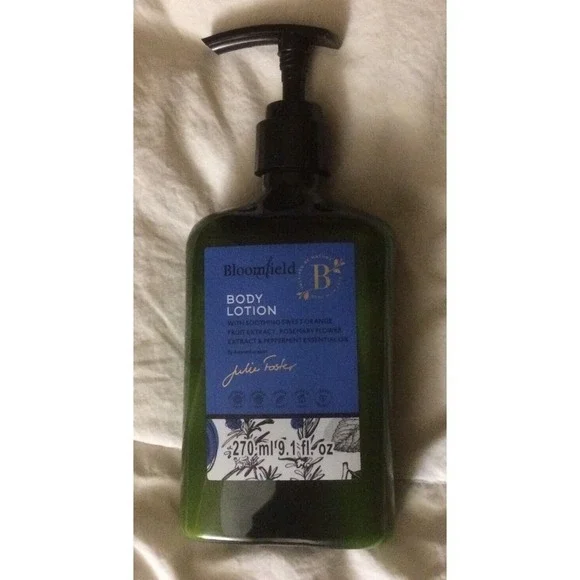 Bloomfield
B
BODY
LOTION
WITH SOOTHING SWEET ORANGE
FRUIT EXTRACT, ROSEMARY FLOWER
EXTRACT & PEPPERMINT ESSENTIAL OIL
Julie Foster
270 ml 9.1 fl. oz